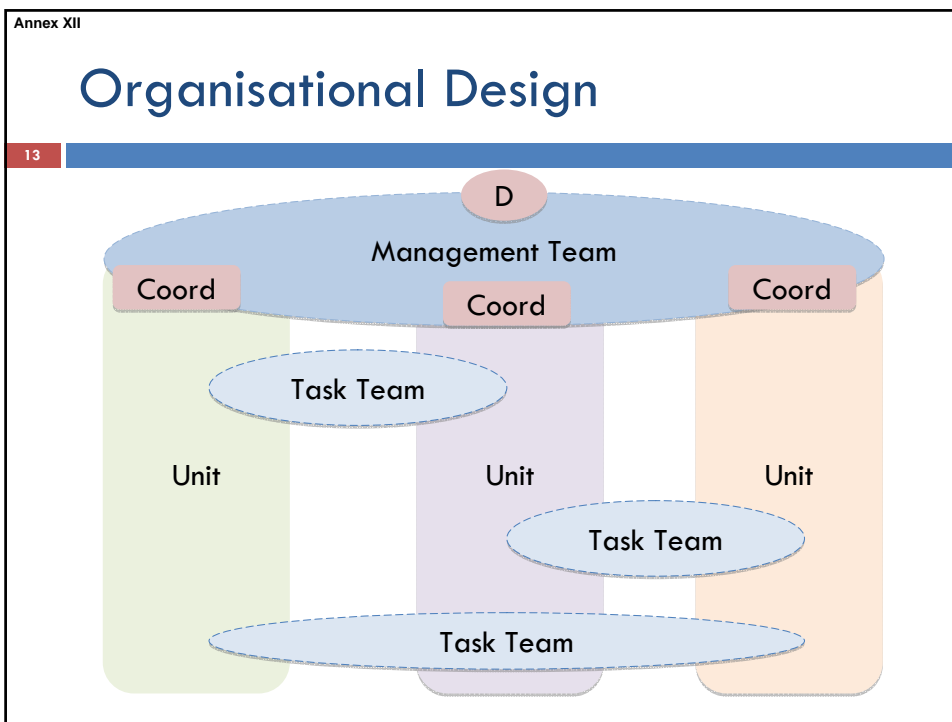 Annex XII
Organisational Design
13
D
Management Team
Coord
Coord
Coord
Task Team
Unit
Unit
Unit
Task Team
Task Team